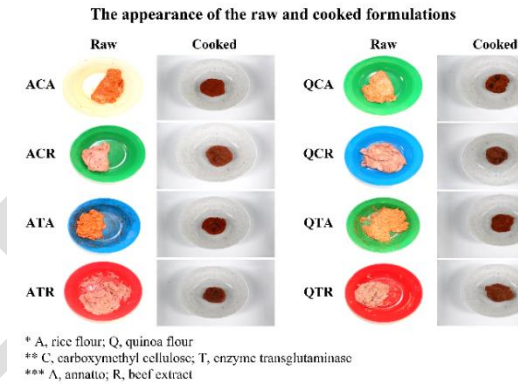 The appearance of the raw and cooked formulations
Raw Cooked Raw Cooked
ACA QCA
ACR QCR
ATA QTA
ATR QTR
* A, rice flour; Q, quinoa flour
** C, carboxymethyl cellulose; T, enzyme transglutaminase
*** A, annatto; R, beef extract